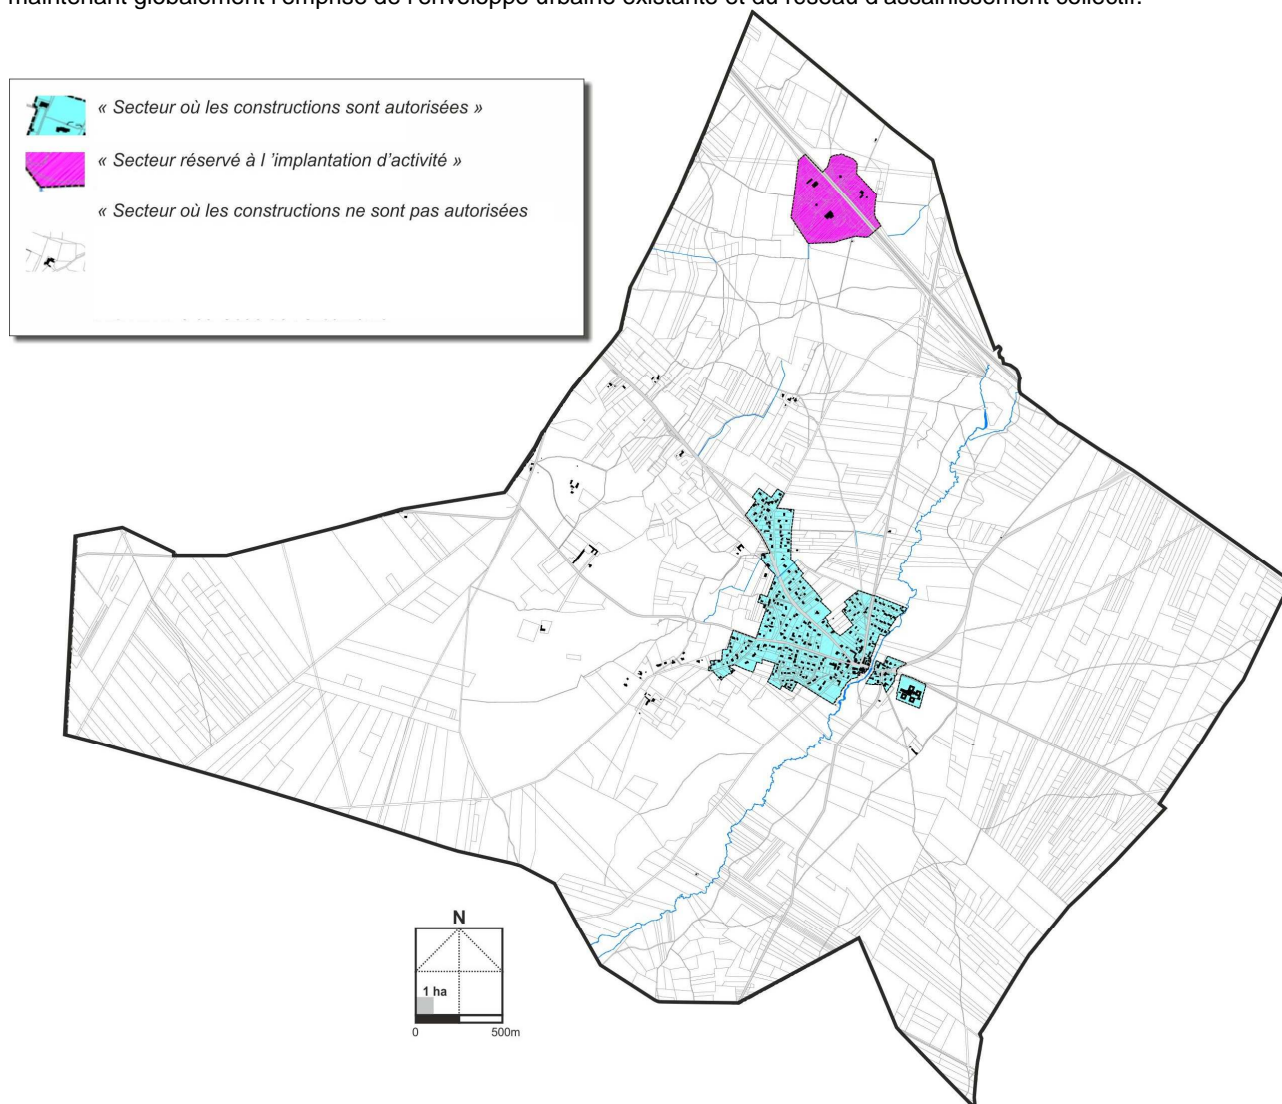 maintenant globalement l'emprise de l'enveloppe urbaine existante et du réseau d'assainissement collectif.
« Secteur où les constructions sont autorisées »
« Secteur réservé à l ’implantation d’activité »
« Secteur où les constructions ne sont pas autorisées
N
1 ha
0 500m